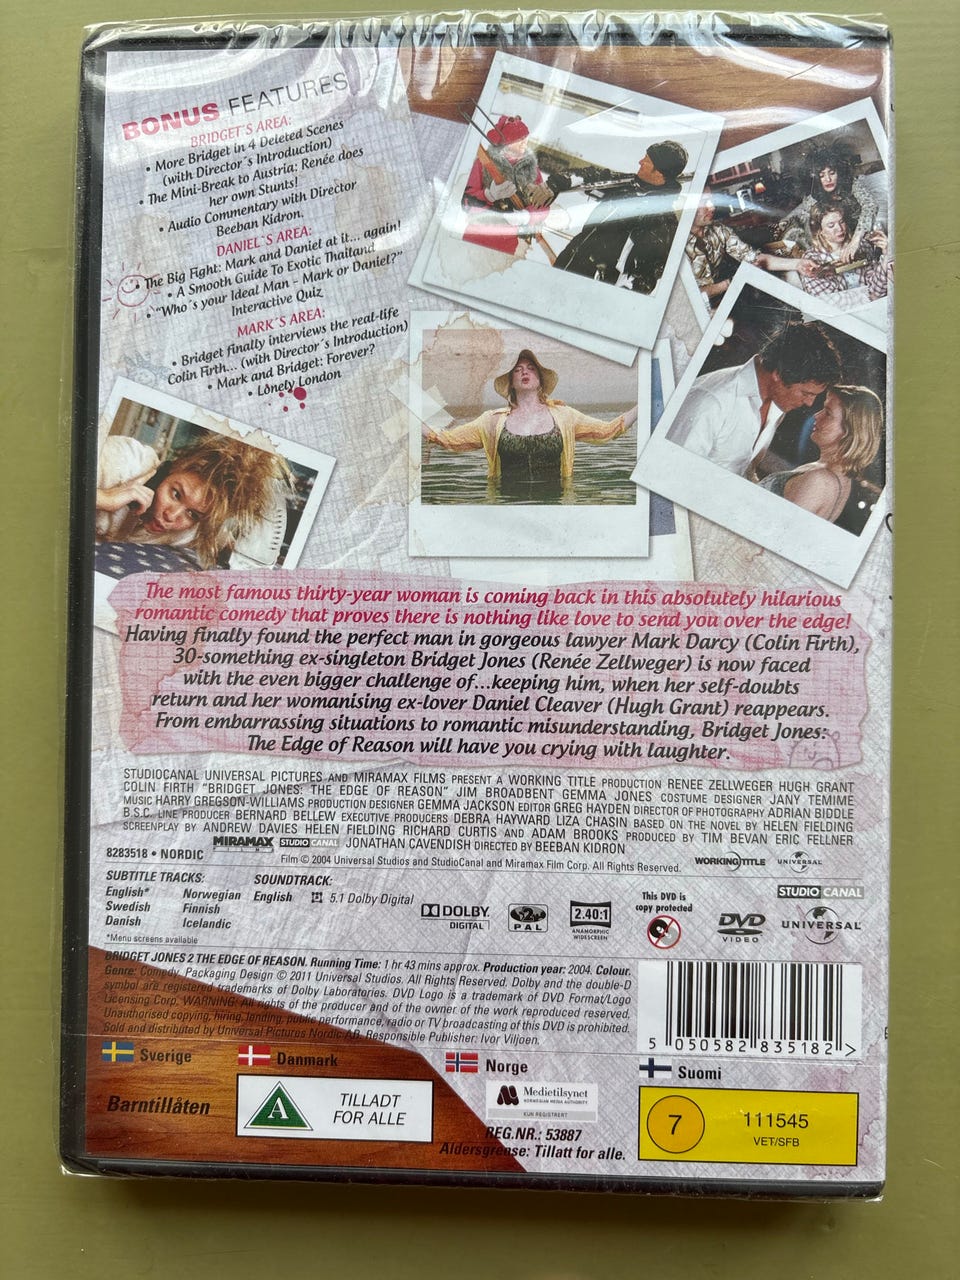 BONUS FEATURES
BRIDGET´S AREA:
• More Bridget in 4 Deleted Scenes
(with Director´s Introduction)
• The Mini-Break to Austria: Renée does
her own Stunts!
• Audio Commentary with Director
Beeban Kidron.
DANIEL´S AREA:
• The Big Fight: Mark and Daniel at it... again!
• A Smooth Guide To Exotic Thailand
• “Who´s your Ideal Man – Mark or Daniel?”
Interactive Quiz
MARK´S AREA:
• Bridget finally interviews the real-life
Colin Firth... (with Director´s Introduction)
• Mark and Bridget: Forever?
• Lonely London
The most famous thirty-year woman is coming back in this absolutely hilarious
romantic comedy that proves there is nothing like love to send you over the edge!
Having finally found the perfect man in gorgeous lawyer Mark Darcy (Colin Firth),
30-something ex-singleton Bridget Jones (Renée Zellweger) is now faced
with the even bigger challenge of...keeping him, when her self-doubts
return and her womanising ex-lover Daniel Cleaver (Hugh Grant) reappears.
From embarrassing situations to romantic misunderstanding, Bridget Jones:
The Edge of Reason will have you crying with laughter.
STUDIOCANAL UNIVERSAL PICTURES AND MIRAMAX FILMS PRESENT A WORKING TITLE PRODUCTION RENEE ZELLWEGER HUGH GRANT
COLIN FIRTH "BRIDGET JONES: THE EDGE OF REASON" JIM BROADBENT GEMMA JONES COSTUME DESIGNER JANY TEMIME
MUSIC HARRY GREGSON-WILLIAMS PRODUCTION DESIGNER GEMMA JACKSON EDITOR GREG HAYDEN DIRECTOR OF PHOTOGRAPHY ADRIAN BIDDLE
B.S.C. LINE PRODUCER BERNARD BELLEW EXECUTIVE PRODUCERS DEBRA HAYWARD LIZA CHASIN BASED ON THE NOVEL BY HELEN FIELDING
SCREENPLAY BY ANDREW DAVIES HELEN FIELDING RICHARD CURTIS AND ADAM BROOKS PRODUCED BY TIM BEVAN ERIC FELLNER
MIRAMAX STUDIO CANAL JONATHAN CAVENDISH DIRECTED BY BEEBAN KIDRON
8283518 • NORDIC
Film © 2004 Universal Studios and StudioCanal and Miramax Film Corp. All Rights Reserved.
WORKING TITLE UNIVERSAL
SUBTITLE TRACKS:
English* Norwegian
Swedish Finnish
Danish Icelandic
*Menu screens available
SOUNDTRACK:
English 5.1 Dolby Digital
DOLBY
DIGITAL
2
PAL
2.40:1
ANAMORPHIC
WIDESCREEN
This DVD is
copy protected
DVD
VIDEO
STUDIO CANAL
UNIVERSAL
BRIDGET JONES 2 THE EDGE OF REASON. Running Time: 1 hr 43 mins approx. Production year: 2004. Colour.
Genre: Comedy. Packaging Design © 2011 Universal Studios. All Rights Reserved. Dolby and the double-D
symbol are registered trademarks of Dolby Laboratories. DVD Logo is a trademark of DVD Format/Logo
Licensing Corp. WARNING: All rights of the producer and of the owner of the work reproduced reserved.
Unauthorised copying, hiring, lending, public performance, radio or TV broadcasting of this DVD is prohibited.
Sold and distributed by Universal Pictures Nordic AB. Responsible Publisher: Ivor Viljoen.
5 050582 835182 >
Sverige
Barntillåten
Danmark
A TILLADT
FOR ALLE
Norge
Medietilsynet
NORWEGIAN MEDIA AUTHORITY
KUN REGISTRERT
REG.NR.: 53887
Aldersgrense: Tillatt for alle.
Suomi
7 111545
VET/SFB